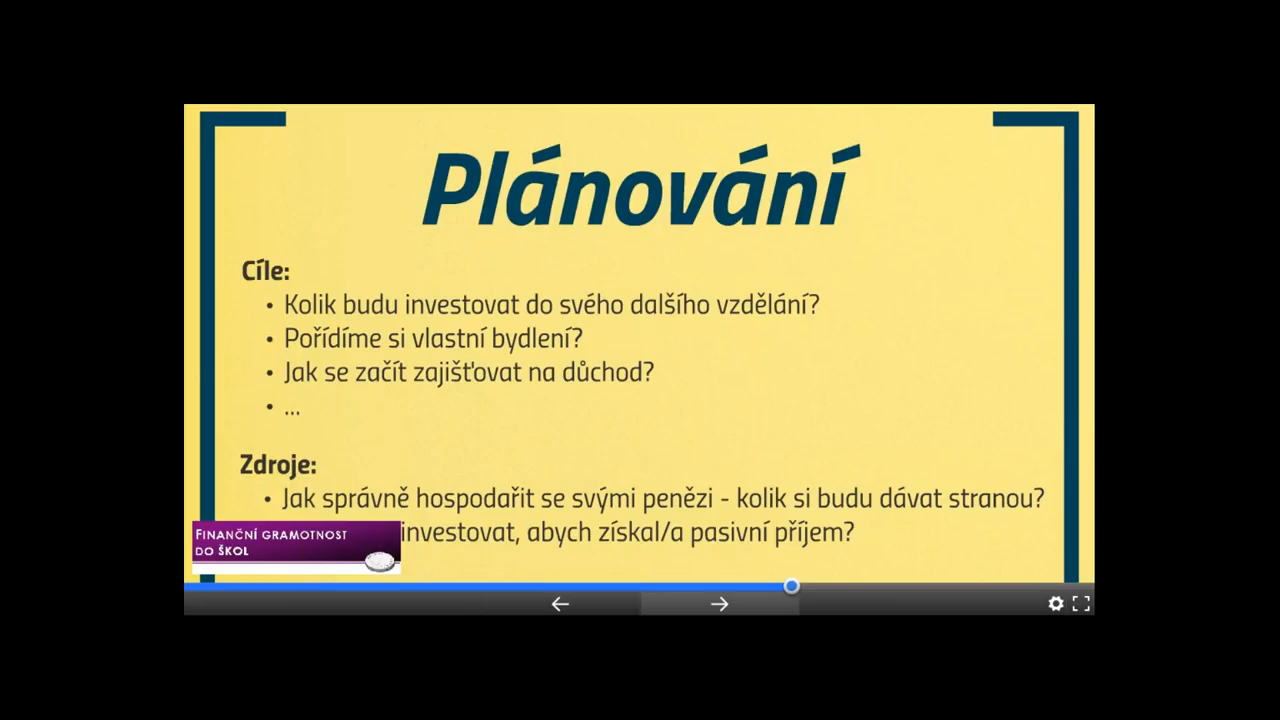 Plánování
Cíle:
• Kolik budu investovat do svého dalšího vzdělání?
• Pořídíme si vlastní bydlení?
• Jak se začít zajišťovat na důchod?
• ...
Zdroje:
• Jak správně hospodařit se svými penězi - kolik si budu dávat stranou?
investovat, abych získal/a pasivní příjem?
FINANČNÍ GRAMOTNOST
DO ŠKOL